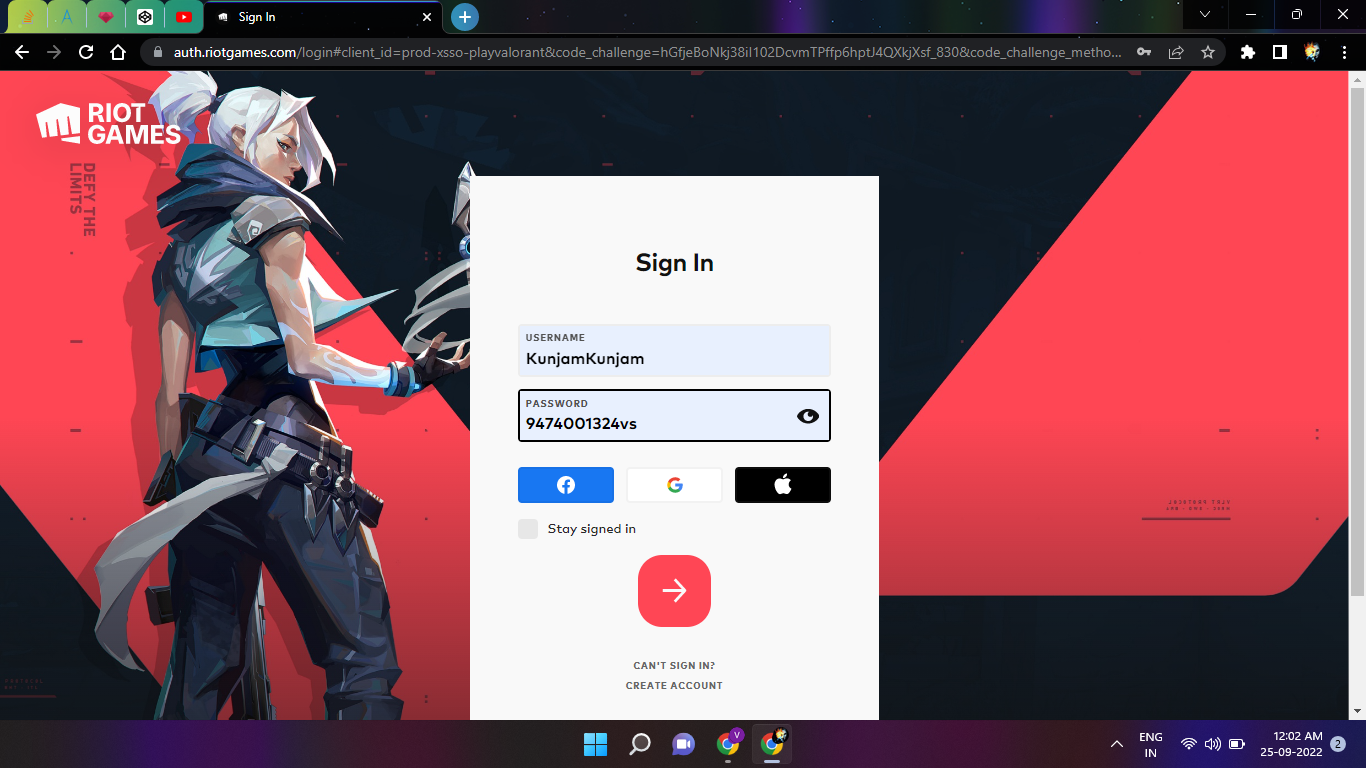 Sign In
auth.riotgames.com/login#client_id=prod-xsso-playvalorant&code_challenge=hGfjeBoNkj38il102DcvmTPffp6hptJ4QXkjXsf_830&code_challenge_metho...
RIOT
GAMES
DEFY THE
LIMITS
Sign In
USERNAME
KunjamKunjam
PASSWORD
9474001324vs
Stay signed in
CAN'T SIGN IN?
CREATE ACCOUNT
V
ENG
IN
12:02 AM
25-09-2022
2